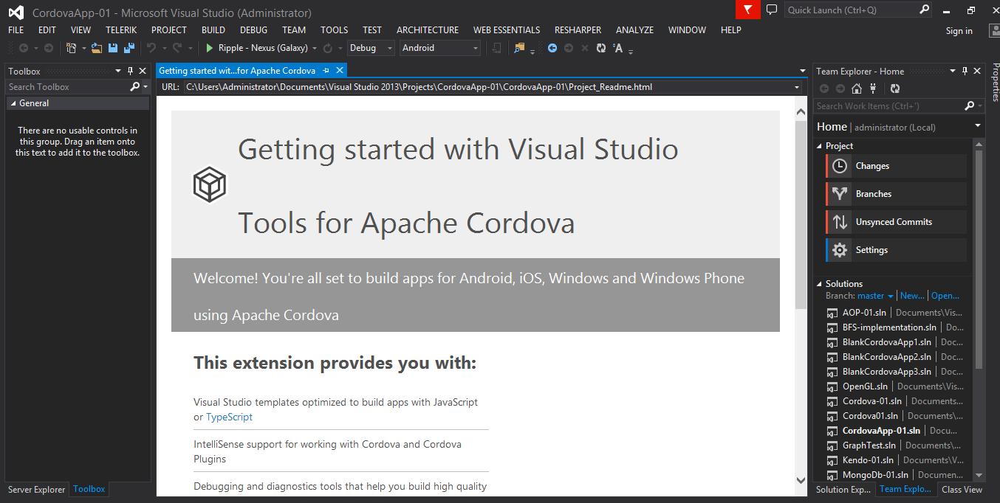 CordovaApp-01 - Microsoft Visual Studio (Administrator)
Quick Launch (Ctrl+Q)
FILE EDIT VIEW TELERIK PROJECT BUILD DEBUG TEAM TOOLS TEST ARCHITECTURE WEB ESSENTIALS RESHARPER ANALYZE WINDOW HELP
Sign in
Ripple - Nexus (Galaxy) Debug Android
Toolbox
Search Toolbox
General
There are no usable controls in
this group. Drag an item onto
this text to add it to the toolbox.
Server Explorer Toolbox
Getting started wit...for Apache Cordova
URL: C:\Users\Administrator\Documents\Visual Studio 2013\Projects\CordovaApp-01\CordovaApp-01\Project_Readme.html
Getting started with Visual Studio
Tools for Apache Cordova
Welcome! You're all set to build apps for Android, iOS, Windows and Windows Phone
using Apache Cordova
This extension provides you with:
Visual Studio templates optimized to build apps with JavaScript
or TypeScript
IntelliSense support for working with Cordova and Cordova
Plugins
Debugging and diagnostics tools that help you build high quality
Team Explorer - Home
Search Work Items (Ctrl+')
Home | administrator (Local)
Project
Changes
Branches
Unsynced Commits
Settings
Solutions
Branch: master | New... | Open...
AOP-01.sln | Documents\Vis...
BFS-implementation.sln | Do...
BlankCordovaApp1.sln | Doc...
BlankCordovaApp2.sln | Doc...
BlankCordovaApp3.sln | Doc...
OpenGL.sln | Documents\Vis...
Cordova-01.sln | Documents...
Cordova01.sln | Documents\...
CordovaApp-01.sln | Docu...
GraphTest.sln | Documents\...
Kendo-01.sln | Documents\V...
MongoDb-01.sln | Documen...
Solution Exp... Team Explo... Class View
Properties